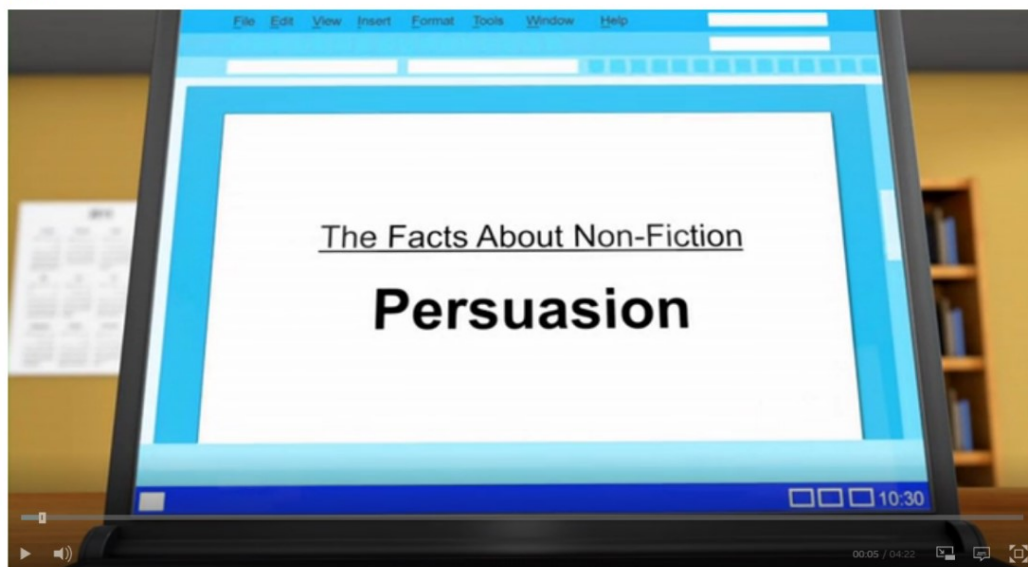 File Edit View Insert Format Tools Window Help
The Facts About Non-Fiction
Persuasion
10:30
00:05 / 04:22